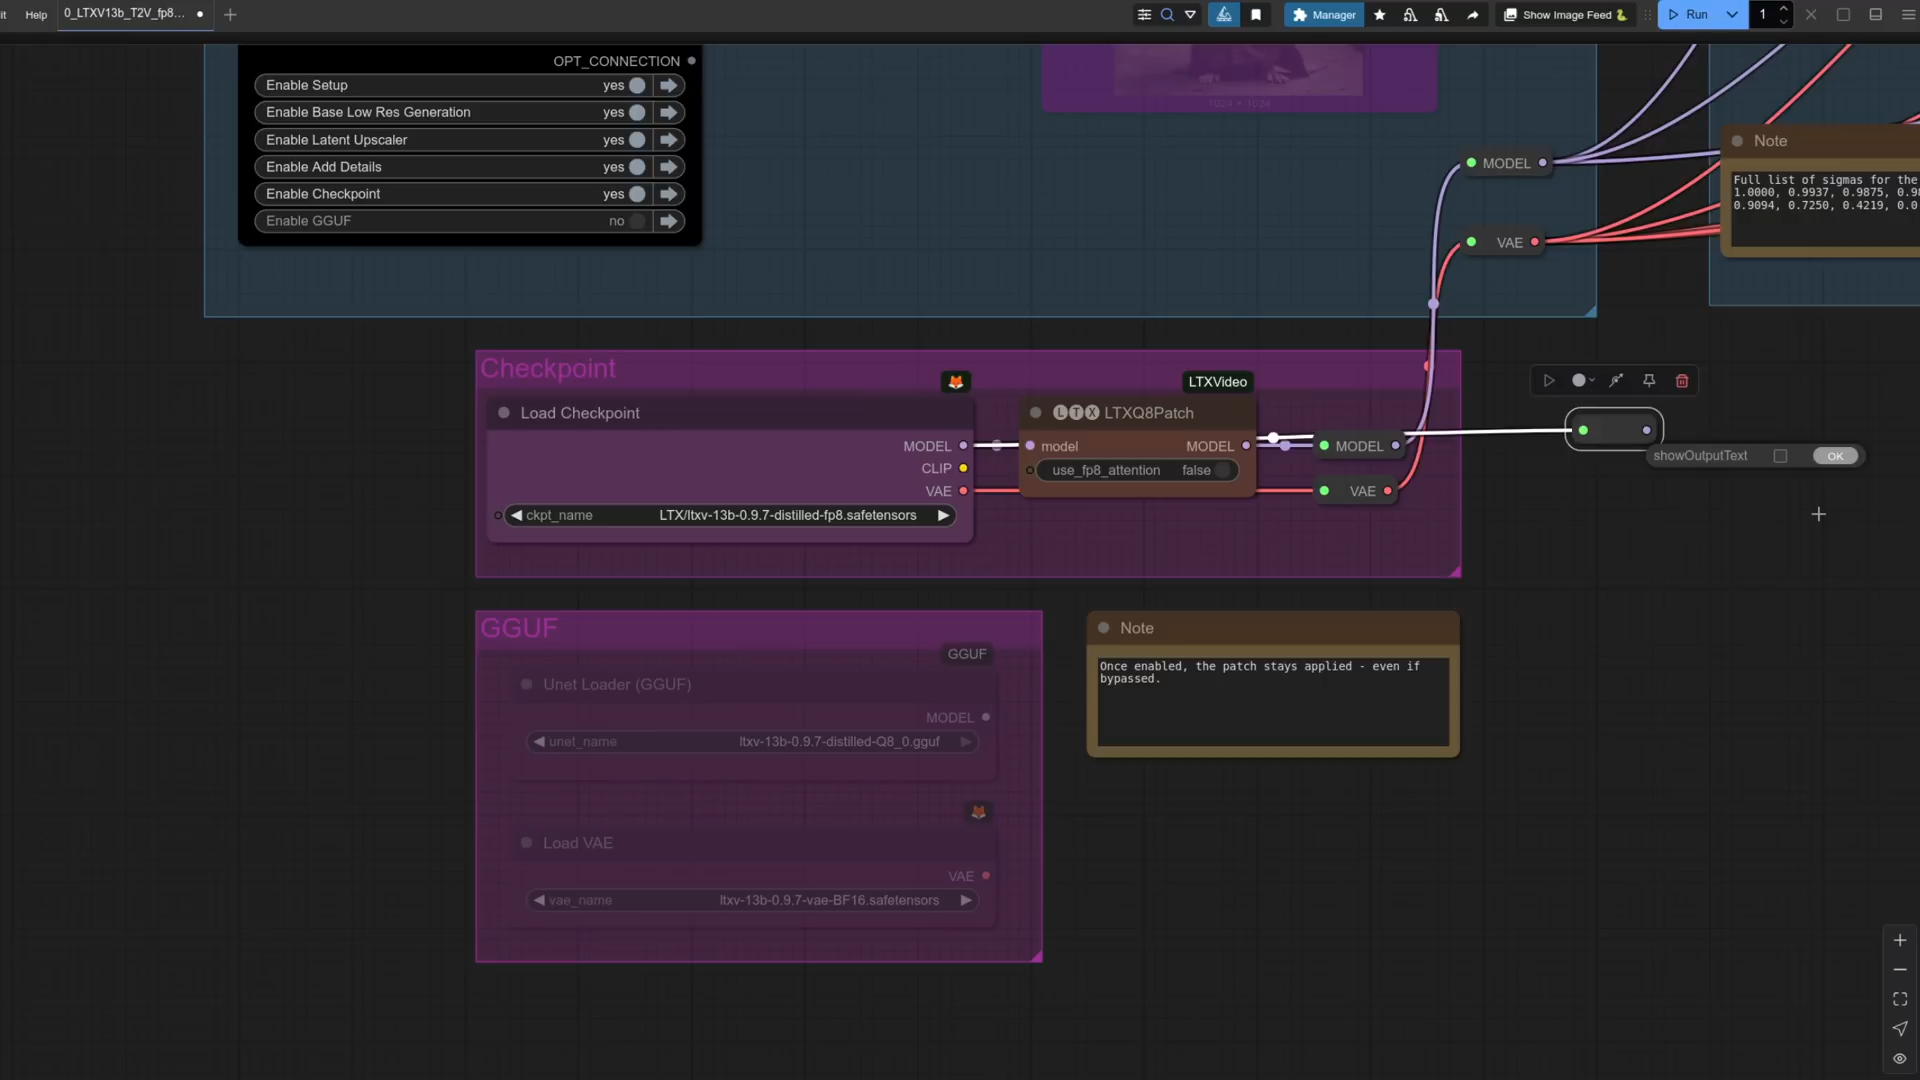 Help
0_LTXV13b_T2V_fp8...
Manager
Show Image Feed
Run
1
OPT_CONNECTION
Enable Setup yes
Enable Base Low Res Generation yes
Enable Latent Upscaler yes
Enable Add Details yes
Enable Checkpoint yes
Enable GGUF no
1024 × 1024
MODEL
VAE
Note
Full list of sigmas for the
1.0000, 0.9937, 0.9875, 0.9
0.9094, 0.7250, 0.4219, 0.0
Checkpoint
Load Checkpoint
MODEL
CLIP
VAE
ckpt_name LTX/ltxv-13b-0.9.7-distilled-fp8.safetensors
LTXVideo
LTX LTXQ8Patch
model MODEL
use_fp8_attention false
MODEL
VAE
showOutputText OK
GGUF
GGUF
Unet Loader (GGUF)
MODEL
unet_name ltxv-13b-0.9.7-distilled-Q8_0.gguf
Load VAE
VAE
vae_name ltxv-13b-0.9.7-vae-BF16.safetensors
Note
Once enabled, the patch stays applied - even if
bypassed.